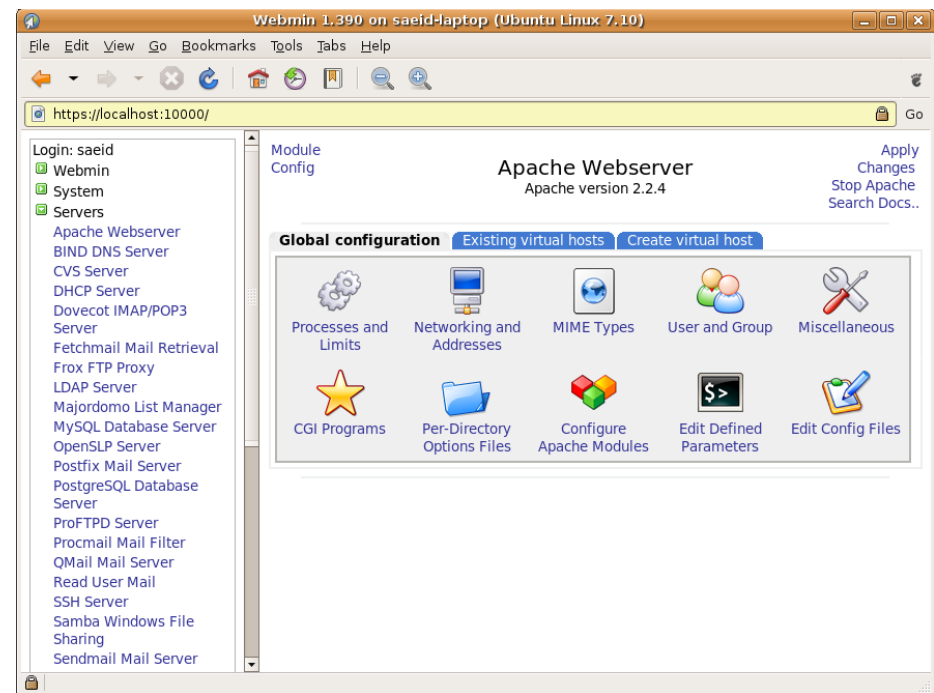 Webmin 1.390 on saeid-laptop (Ubuntu Linux 7.10)
File Edit View Go Bookmarks Tools Tabs Help
https://localhost:10000/
Go
Login: saeid
Webmin
System
Servers
Apache Webserver
BIND DNS Server
CVS Server
DHCP Server
Dovecot IMAP/POP3
Server
Fetchmail Mail Retrieval
Frox FTP Proxy
LDAP Server
Majordomo List Manager
MySQL Database Server
OpenSLP Server
Postfix Mail Server
PostgreSQL Database
Server
ProFTPD Server
Procmail Mail Filter
QMail Mail Server
Read User Mail
SSH Server
Samba Windows File
Sharing
Sendmail Mail Server
Module
Config
Apache Webserver
Apache version 2.2.4
Apply
Changes
Stop Apache
Search Docs..
Global configuration Existing virtual hosts Create virtual host
Processes and
Limits
Networking and
Addresses
MIME Types
User and Group
Miscellaneous
CGI Programs
Per-Directory
Options Files
Configure
Apache Modules
$>
Edit Defined
Parameters
Edit Config Files